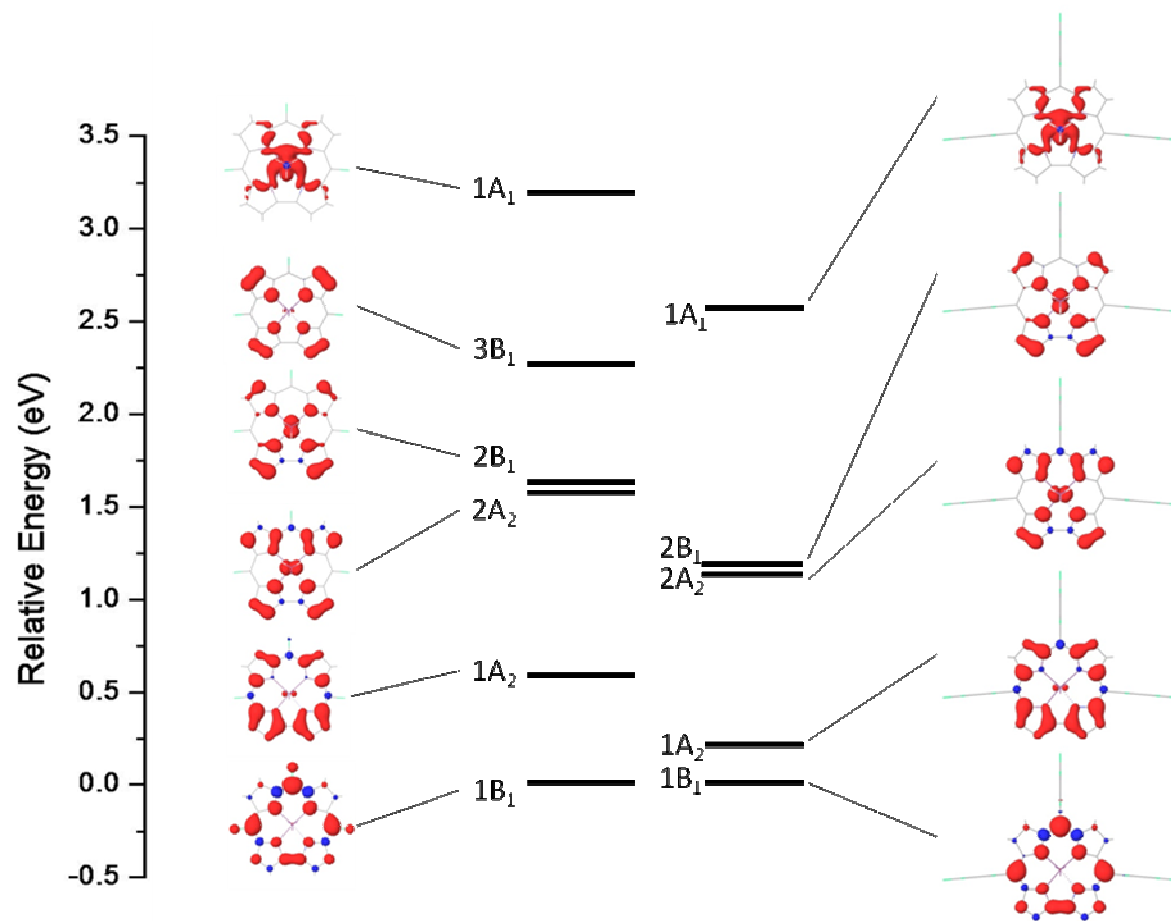 Relative Energy (eV)
3.5
3.0
2.5
2.0
1.5
1.0
0.5
0.0
-0.5
1A₁
3B₁
2B₁
2A₂
1A₂
1B₁
1A₁
2B₁
2A₂
1A₂
1B₁